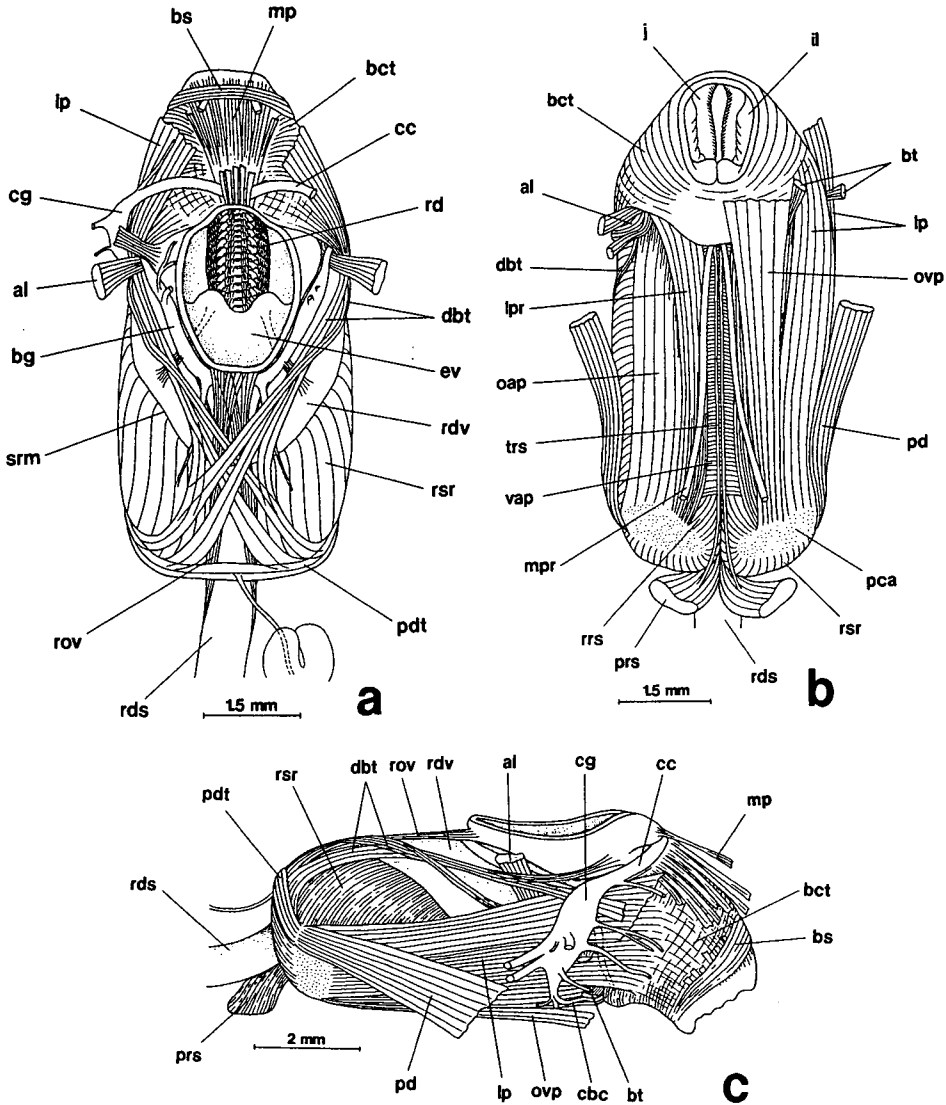 bs
mp
bct
lp
cc
cg
rd
al
dbt
bg
ev
rdv
srm
rsr
rov
pdt
rds
1.5 mm
a
j
il
bct
bt
al
lp
dbt
ovp
lpr
oap
pd
trs
vap
mpr
pca
rrs
rsr
prs
rds
1.5 mm
b
pdt
rsr
dbt
rov
rdv
al
cg
cc
mp
rds
bct
bs
prs
2 mm
pd
lp
ovp
cbc
bt
c